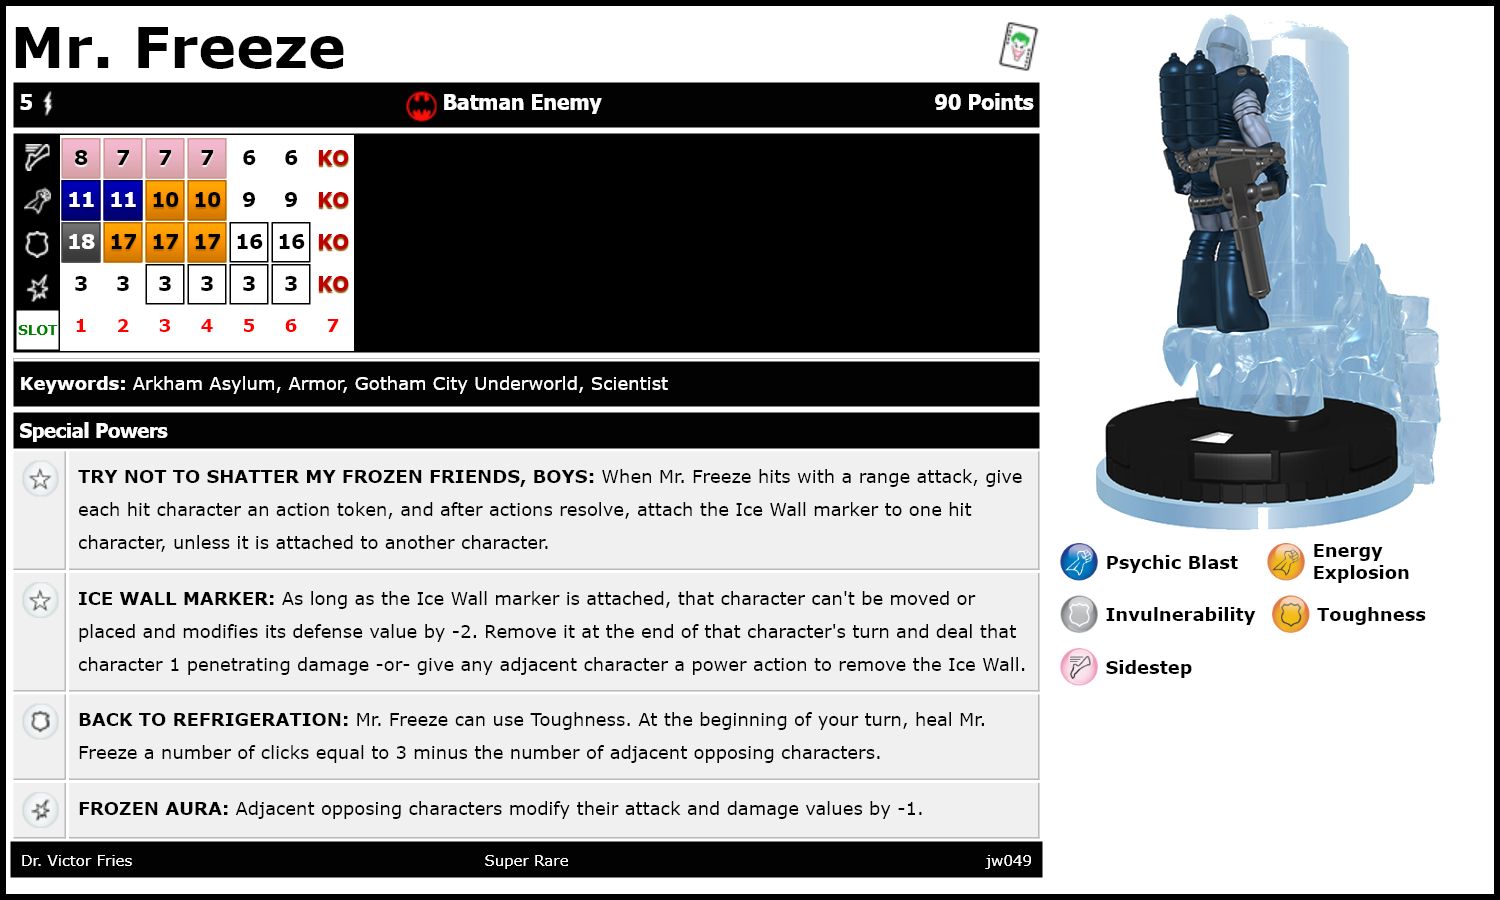 Mr. Freeze
5 Batman Enemy 90 Points
8 7 7 7 6 6 KO
11 11 10 10 9 9 KO
18 17 17 17 16 16 KO
3 3 3 3 3 3 KO
SLOT 1 2 3 4 5 6 7
Keywords: Arkham Asylum, Armor, Gotham City Underworld, Scientist
Special Powers
TRY NOT TO SHATTER MY FROZEN FRIENDS, BOYS: When Mr. Freeze hits with a range attack, give
each hit character an action token, and after actions resolve, attach the Ice Wall marker to one hit
character, unless it is attached to another character.
ICE WALL MARKER: As long as the Ice Wall marker is attached, that character can't be moved or
placed and modifies its defense value by -2. Remove it at the end of that character's turn and deal that
character 1 penetrating damage -or- give any adjacent character a power action to remove the Ice Wall.
BACK TO REFRIGERATION: Mr. Freeze can use Toughness. At the beginning of your turn, heal Mr.
Freeze a number of clicks equal to 3 minus the number of adjacent opposing characters.
FROZEN AURA: Adjacent opposing characters modify their attack and damage values by -1.
Dr. Victor Fries Super Rare jw049
Psychic Blast
Energy
Explosion
Invulnerability
Toughness
Sidestep